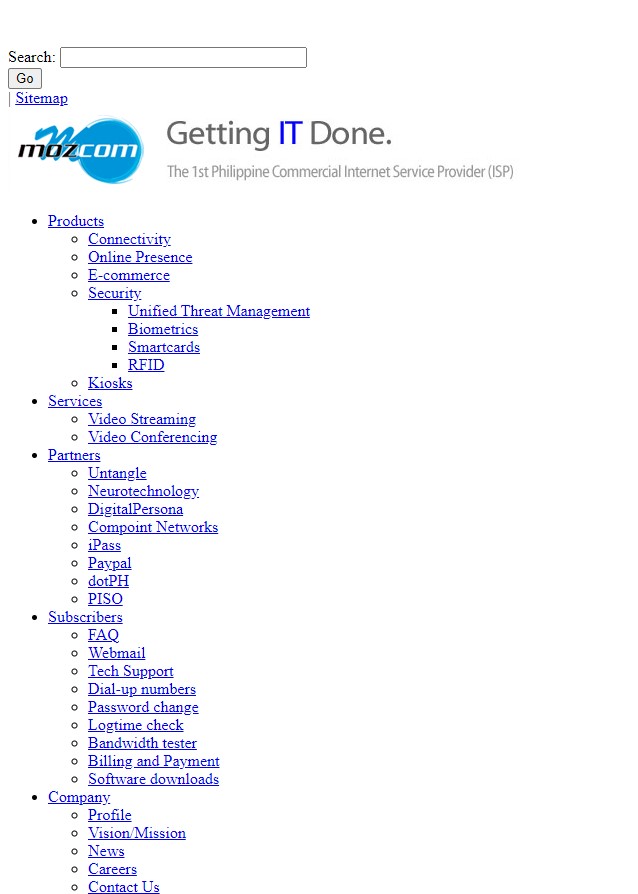 Search:
Go
| Sitemap
mozcom
Getting IT Done.
The 1st Philippine Commercial Internet Service Provider (ISP)
Products
Connectivity
Online Presence
E-commerce
Security
Unified Threat Management
Biometrics
Smartcards
RFID
Kiosks
Services
Video Streaming
Video Conferencing
Partners
Untangle
Neurotechnology
DigitalPersona
Compoint Networks
iPass
Paypal
dotPH
PISO
Subscribers
FAQ
Webmail
Tech Support
Dial-up numbers
Password change
Logtime check
Bandwidth tester
Billing and Payment
Software downloads
Company
Profile
Vision/Mission
News
Careers
Contact Us